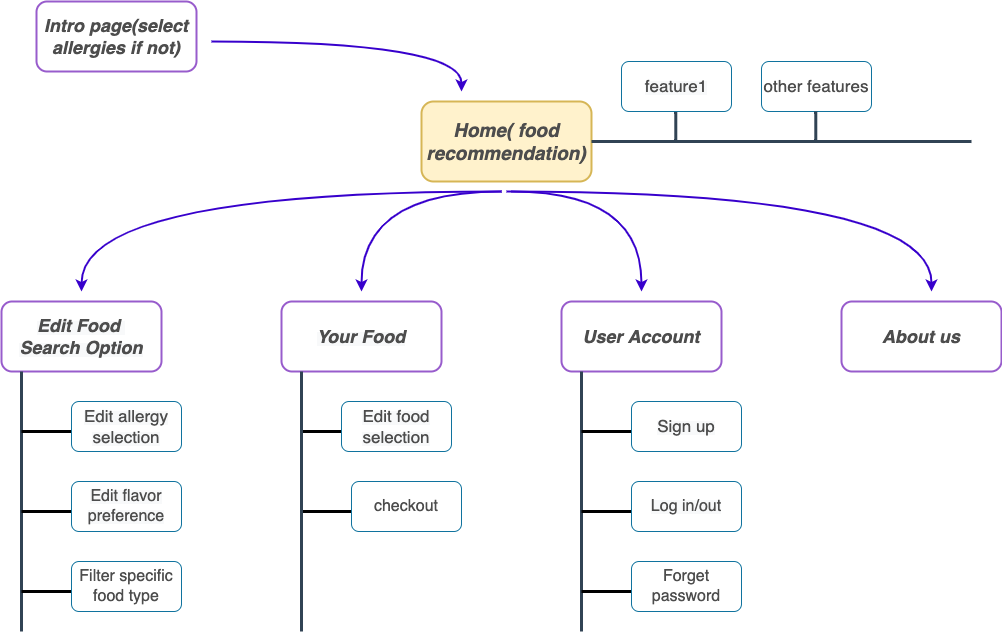 Intro page(select
allergies if not)
feature1
other features
Home( food
recommendation)
Edit Food
Search Option
Your Food
User Account
About us
Edit allergy
selection
Edit flavor
preference
Filter specific
food type
Edit food
selection
checkout
Sign up
Log in/out
Forget
password